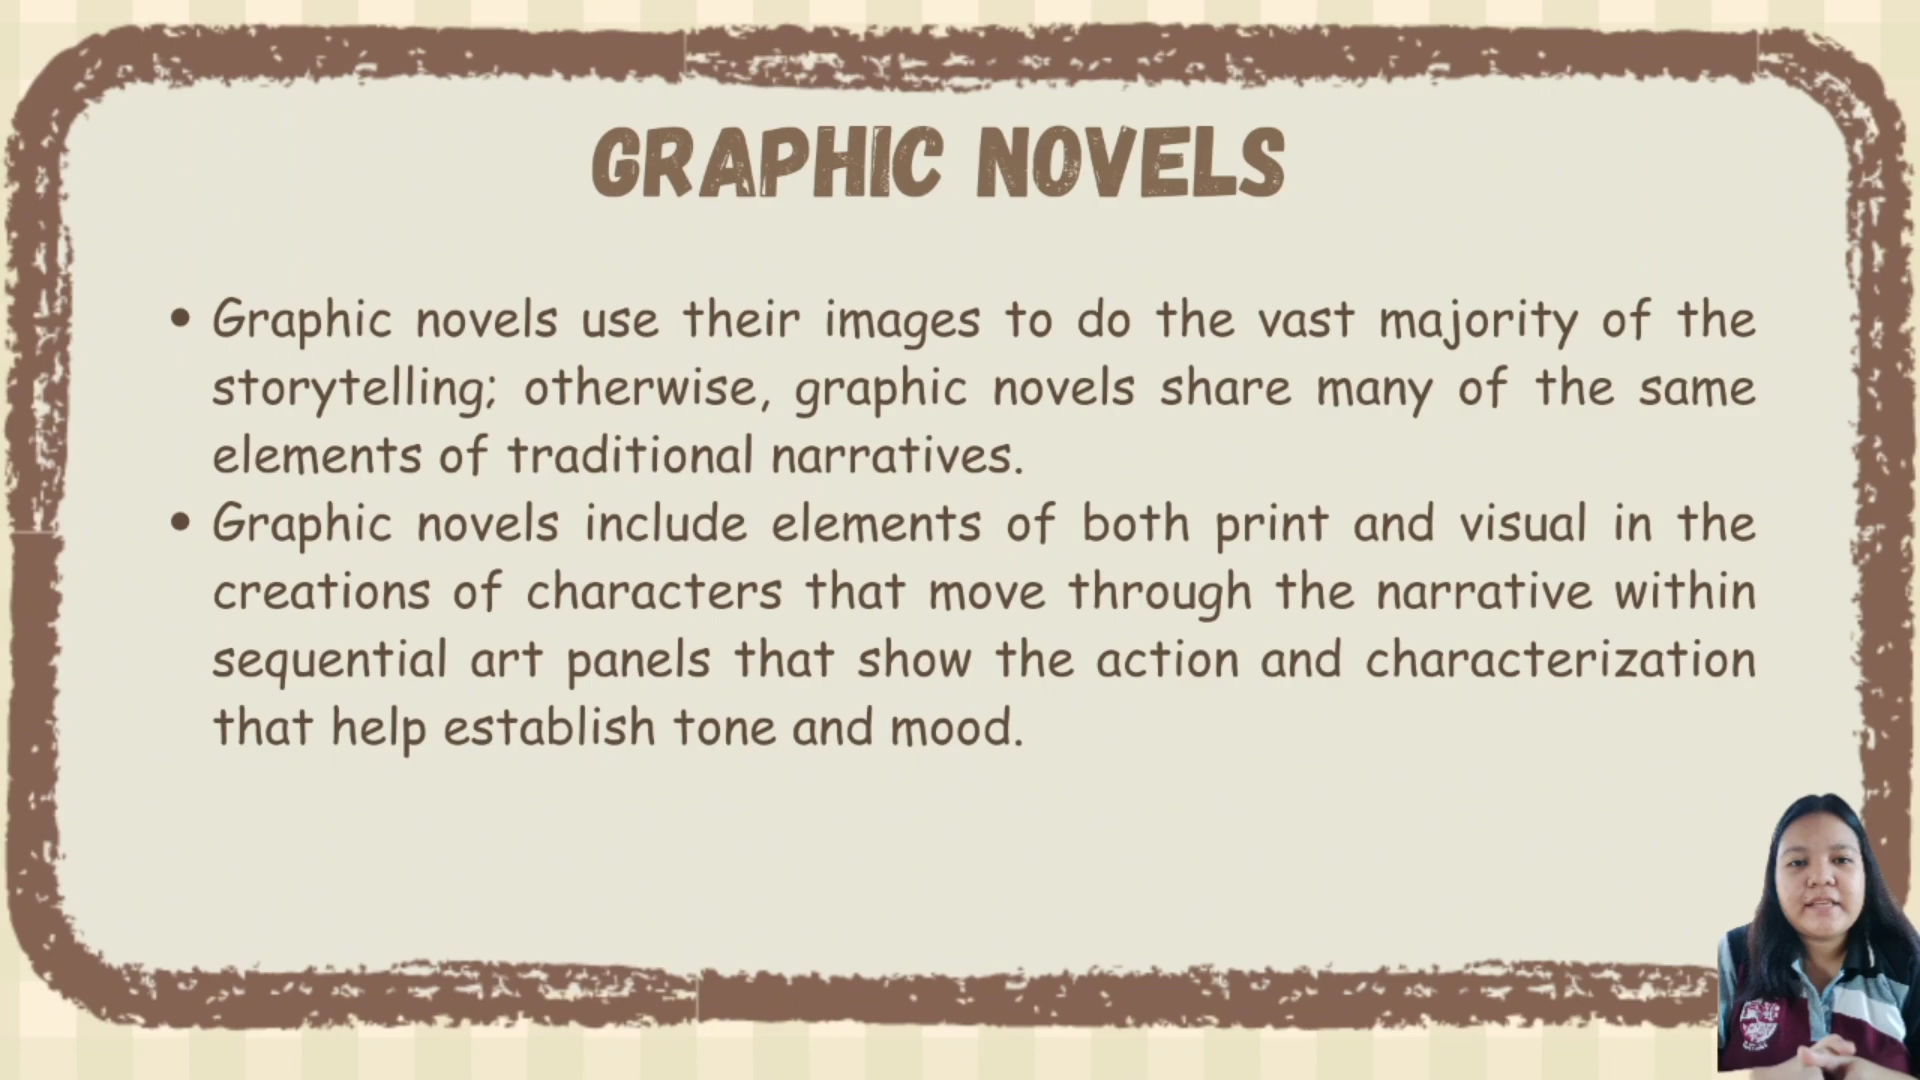 GRAPHIC NOVELS
• Graphic novels use their images to do the vast majority of the
storytelling; otherwise, graphic novels share many of the same
elements of traditional narratives.
• Graphic novels include elements of both print and visual in the
creations of characters that move through the narrative within
sequential art panels that show the action and characterization
that help establish tone and mood.